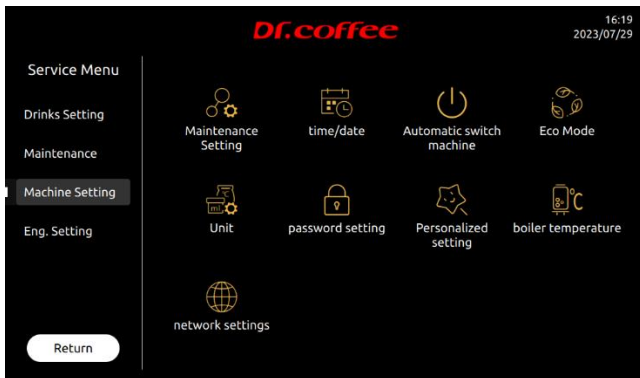 Dr.coffee
16:19
2023/07/29
Service Menu
Drinks Setting
Maintenance
Machine Setting
Eng. Setting
Return
Maintenance
Setting
time/date
Automatic switch
machine
Eco Mode
℃
ml
Unit
password setting
Personalized
setting
°C
boiler temperature
network settings